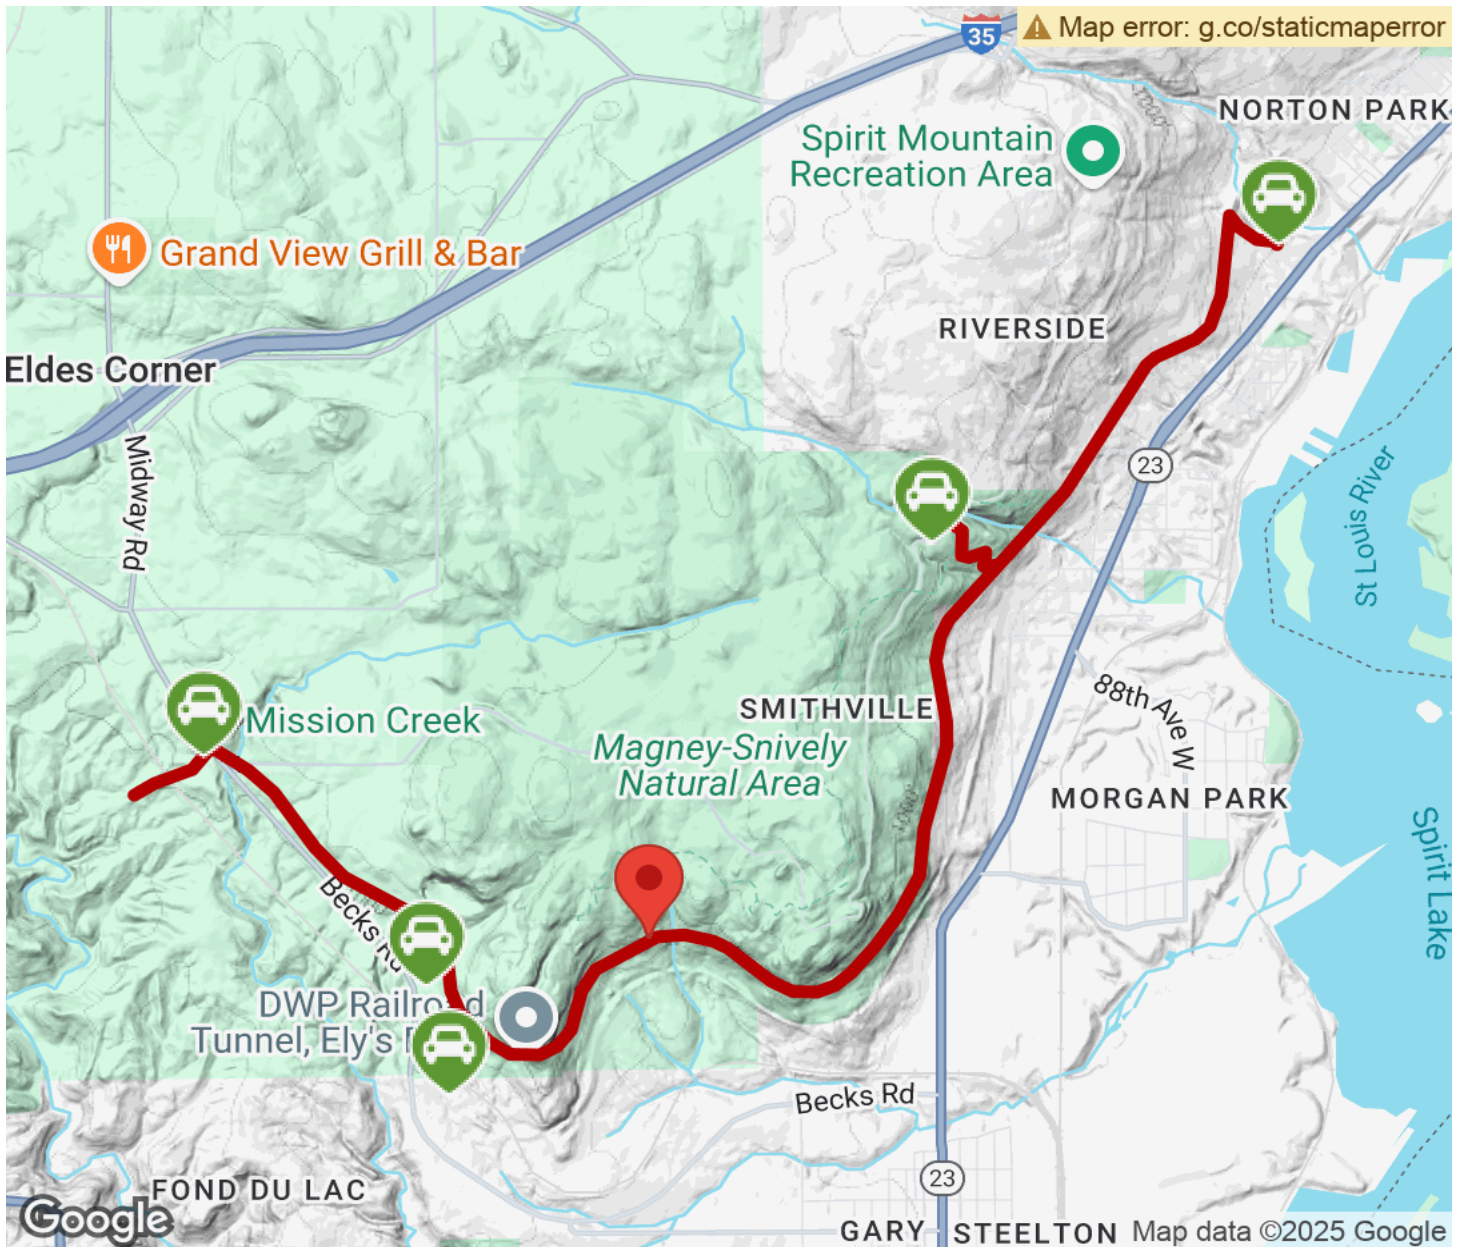 Map error: g.co/staticmaperror
35
NORTON PARK
Spirit Mountain
Recreation Area
Grand View Grill & Bar
RIVERSIDE
Eldes Corner
Midway Rd
23
St Louis River
88th Ave W
SMITHVILLE
Mission Creek
Magney-Snively
Natural Area
MORGAN PARK
1000
Spirit Lake
Becks Rd
DWP Railroad
Tunnel, Ely's
Becks Rd
23
FOND DU LAC
Google
GARY
STEELTON
Map data ©2025 Google